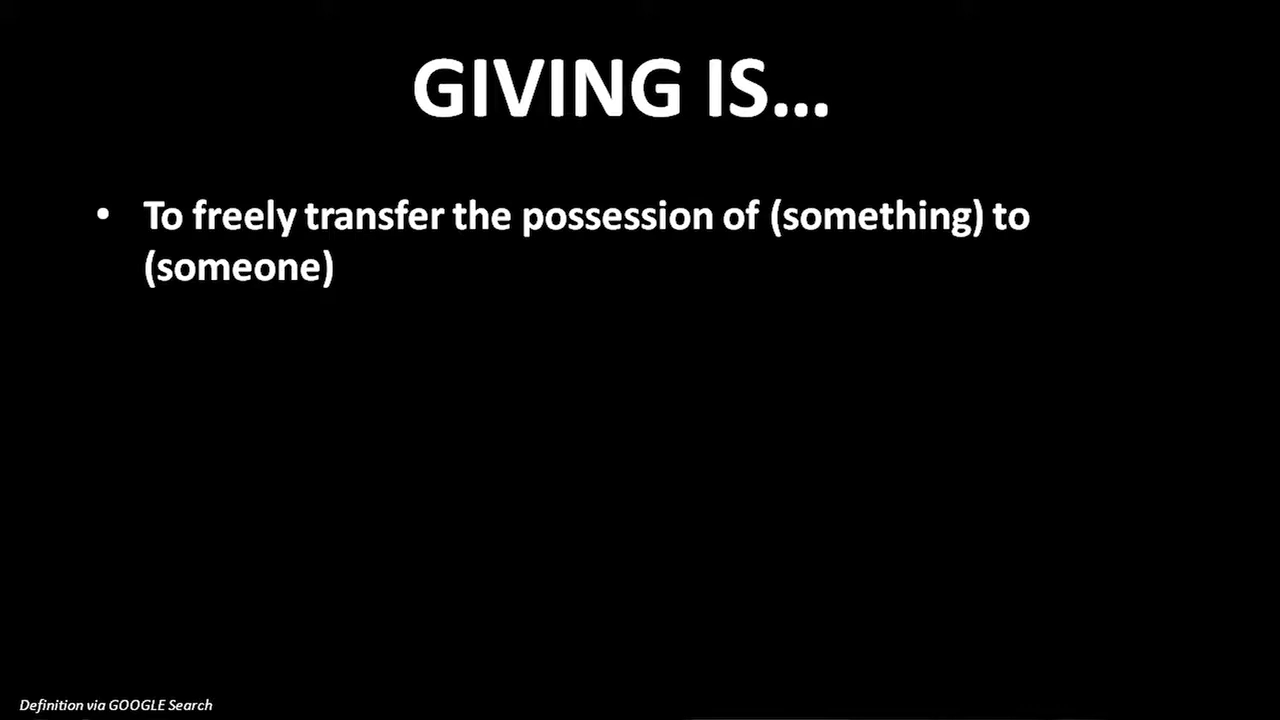 GIVING IS...
• To freely transfer the possession of (something) to
(someone)
Definition via GOOGLE Search